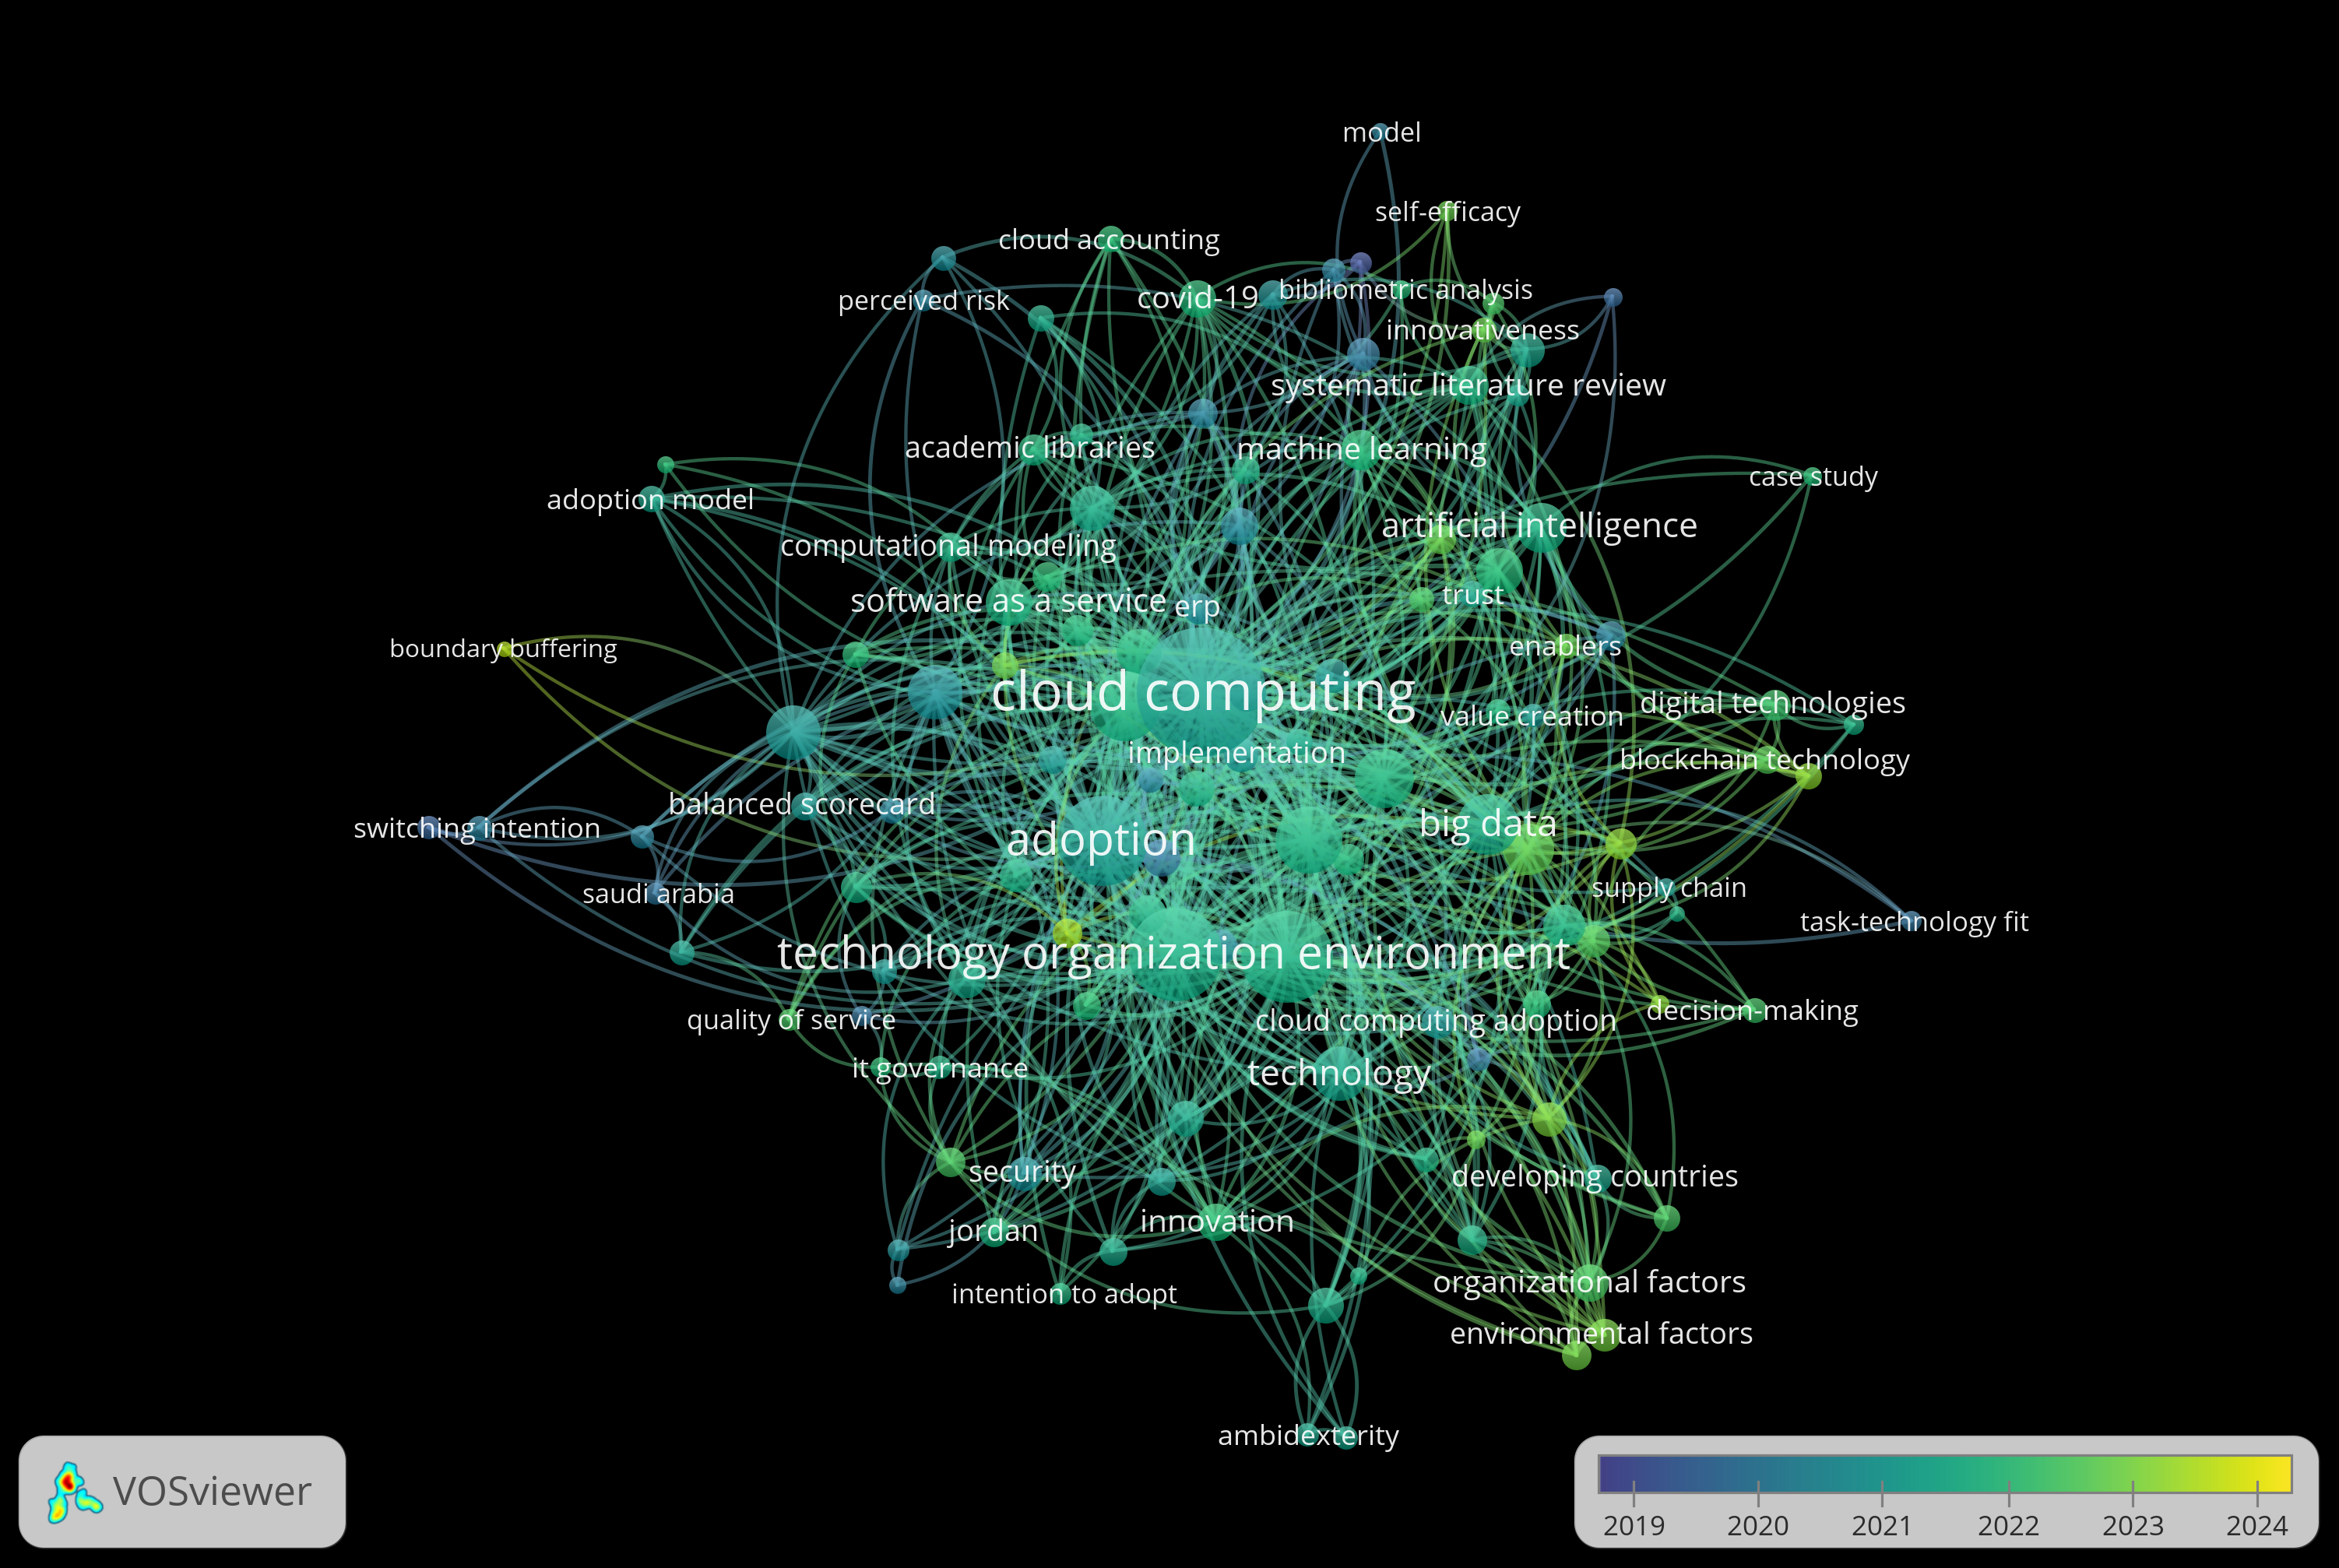 model
self-efficacy
cloud accounting
bibliometric analysis
covid-19
perceived risk
innovativeness
systematic literature review
academic libraries
machine learning
case study
adoption model
artificial intelligence
computational modeling
trust
software as a service
erp
enablers
boundary buffering
cloud computing
digital technologies
value creation
implementation
blockchain technology
balanced scorecard
big data
switching intention
adoption
supply chain
saudi arabia
task-technology fit
technology organization environment
decision-making
quality of service
cloud computing adoption
it governance
technology
security
developing countries
innovation
jordan
organizational factors
intention to adopt
environmental factors
ambidexterity
VOSviewer
2019 2020 2021 2022 2023 2024